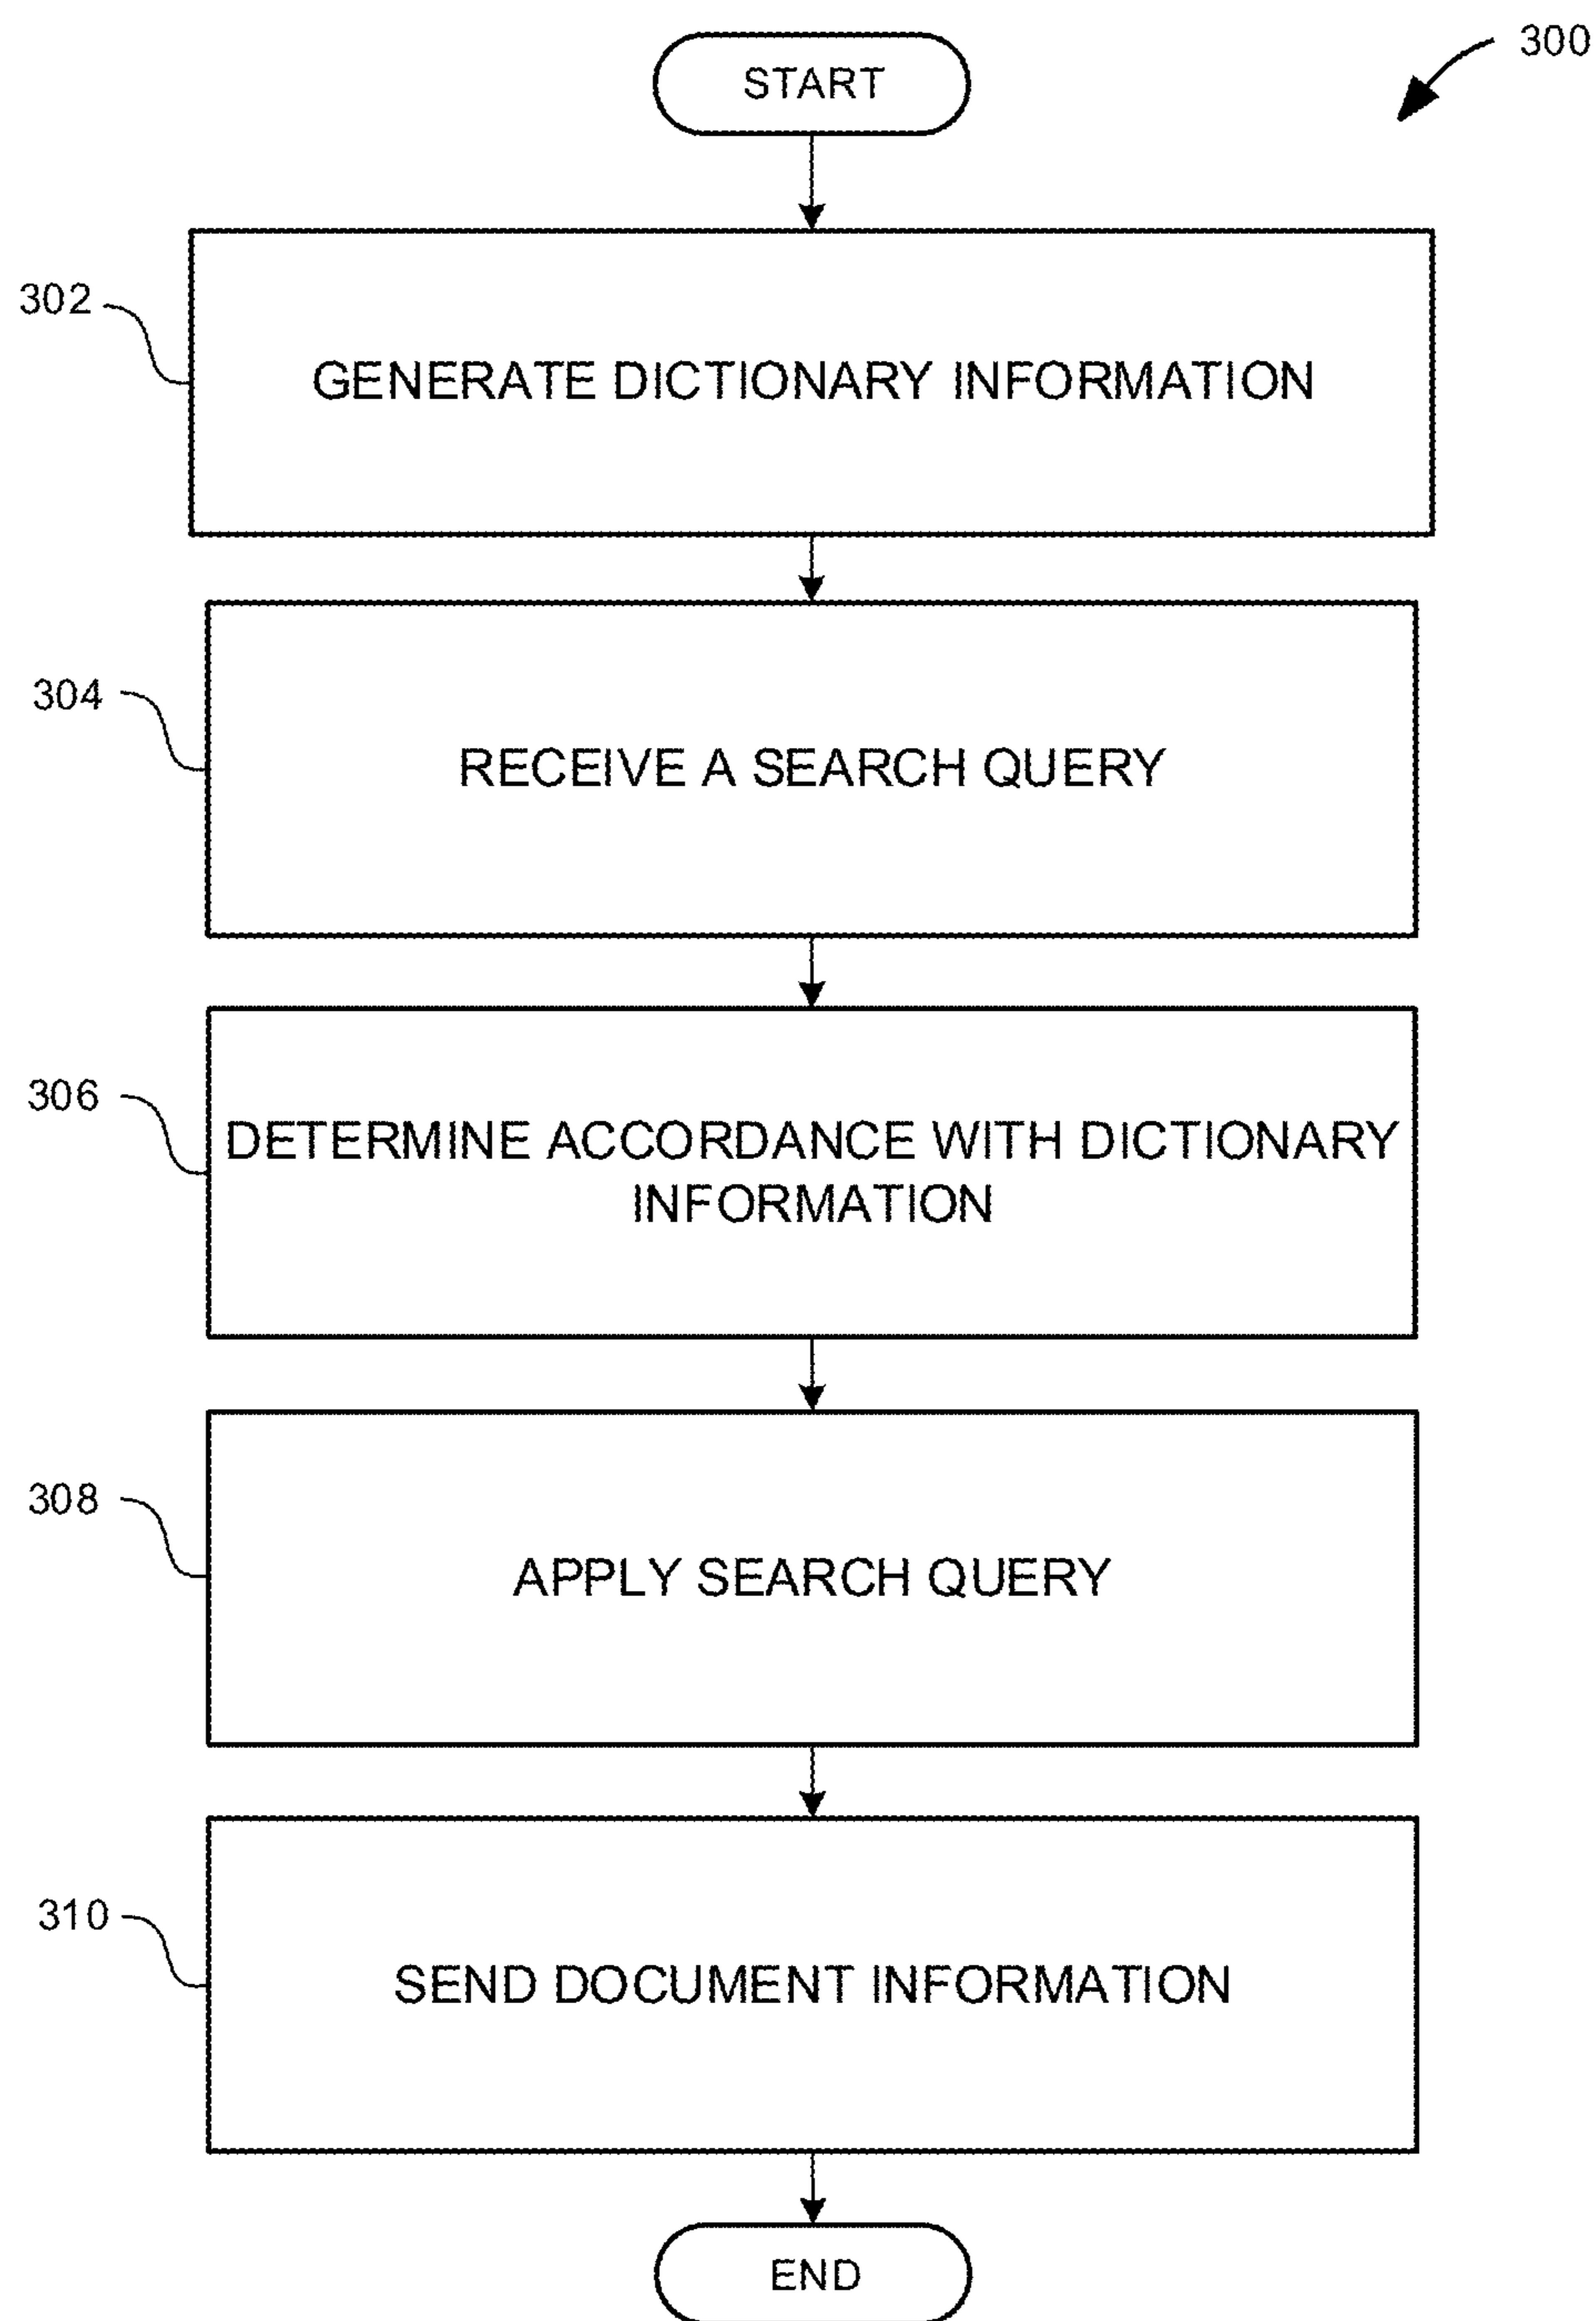 START
300
302
GENERATE DICTIONARY INFORMATION
304
RECEIVE A SEARCH QUERY
306
DETERMINE ACCORDANCE WITH DICTIONARY
INFORMATION
308
APPLY SEARCH QUERY
310
SEND DOCUMENT INFORMATION
END